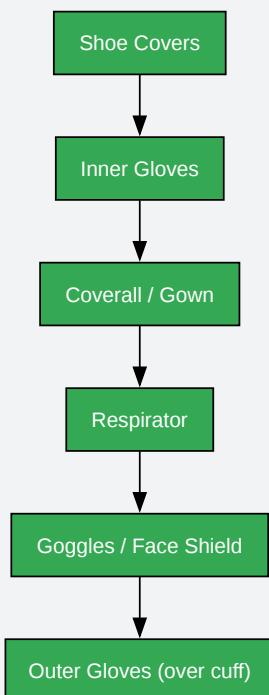 Shoe Covers
Inner Gloves
Coverall / Gown
Respirator
Goggles / Face Shield
Outer Gloves (over cuff)